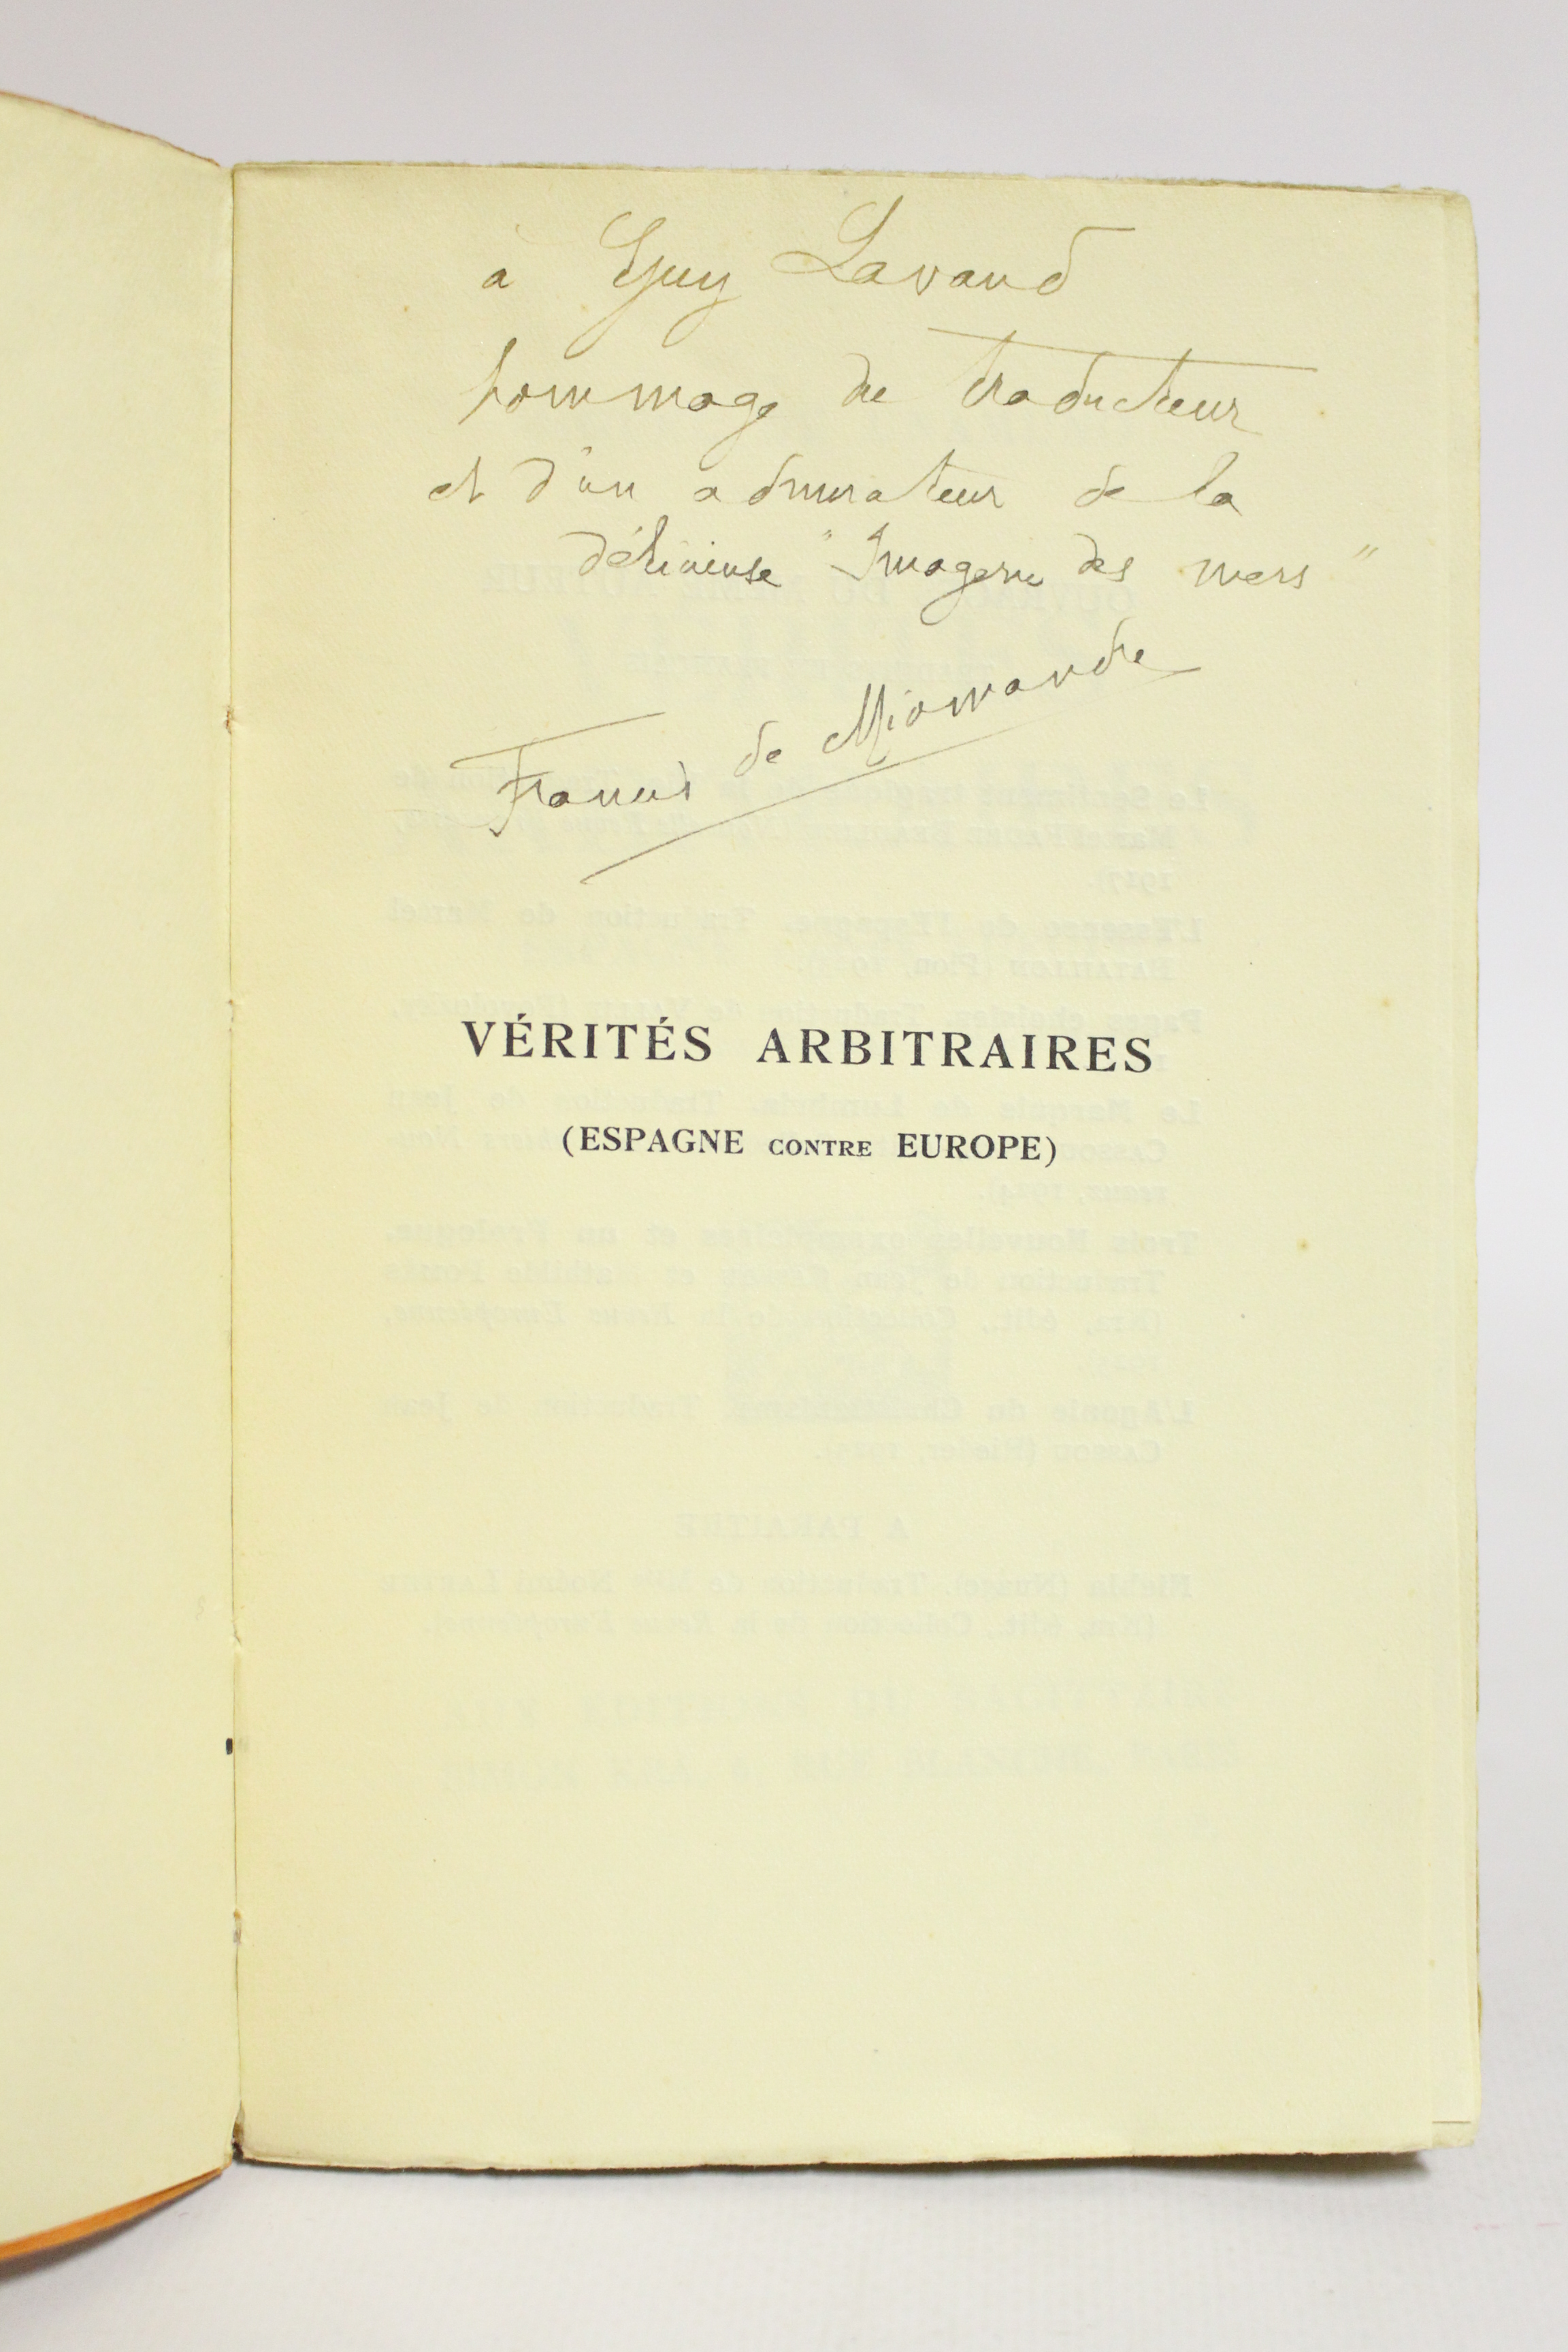 à Guy Lavaud
hommage du traducteur
et d'un admirateur de la
délicieuse "Imagerie des mers"
Francis de Miomandre
VÉRITÉS ARBITRAIRES
(ESPAGNE CONTRE EUROPE)